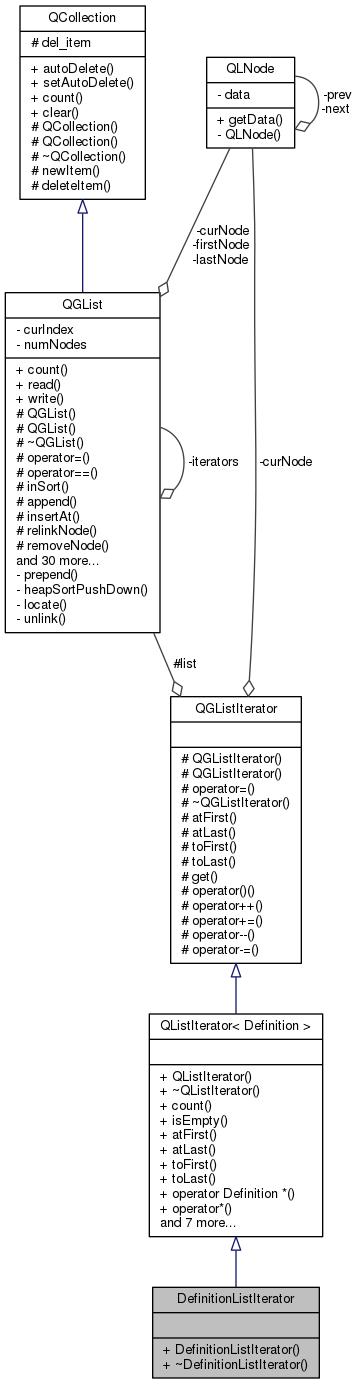 QCollection
# del_item
+ autoDelete()
+ setAutoDelete()
+ count()
+ clear()
# QCollection()
# QCollection()
# ~QCollection()
# newItem()
# deleteItem()
QLNode
- data
+ getData()
- QLNode()
-prev
-next
-curNode
-firstNode
-lastNode
QGList
- curIndex
- numNodes
+ count()
+ read()
+ write()
# QGList()
# QGList()
# ~QGList()
# operator=()
# operator==()
# inSort()
# append()
# insertAt()
# relinkNode()
# removeNode()
and 30 more...
- prepend()
- heapSortPushDown()
- locate()
- unlink()
-iterators
-curNode
#list
QGListIterator
# QGListIterator()
# QGListIterator()
# operator=()
# ~QGListIterator()
# atFirst()
# atLast()
# toFirst()
# toLast()
# get()
# operator()()
# operator++()
# operator+=()
# operator--()
# operator-=()
QListIterator< Definition >
+ QListIterator()
+ ~QListIterator()
+ count()
+ isEmpty()
+ atFirst()
+ atLast()
+ toFirst()
+ toLast()
+ operator Definition *()
+ operator*()
and 7 more...
DefinitionListIterator
+ DefinitionListIterator()
+ ~DefinitionListIterator()